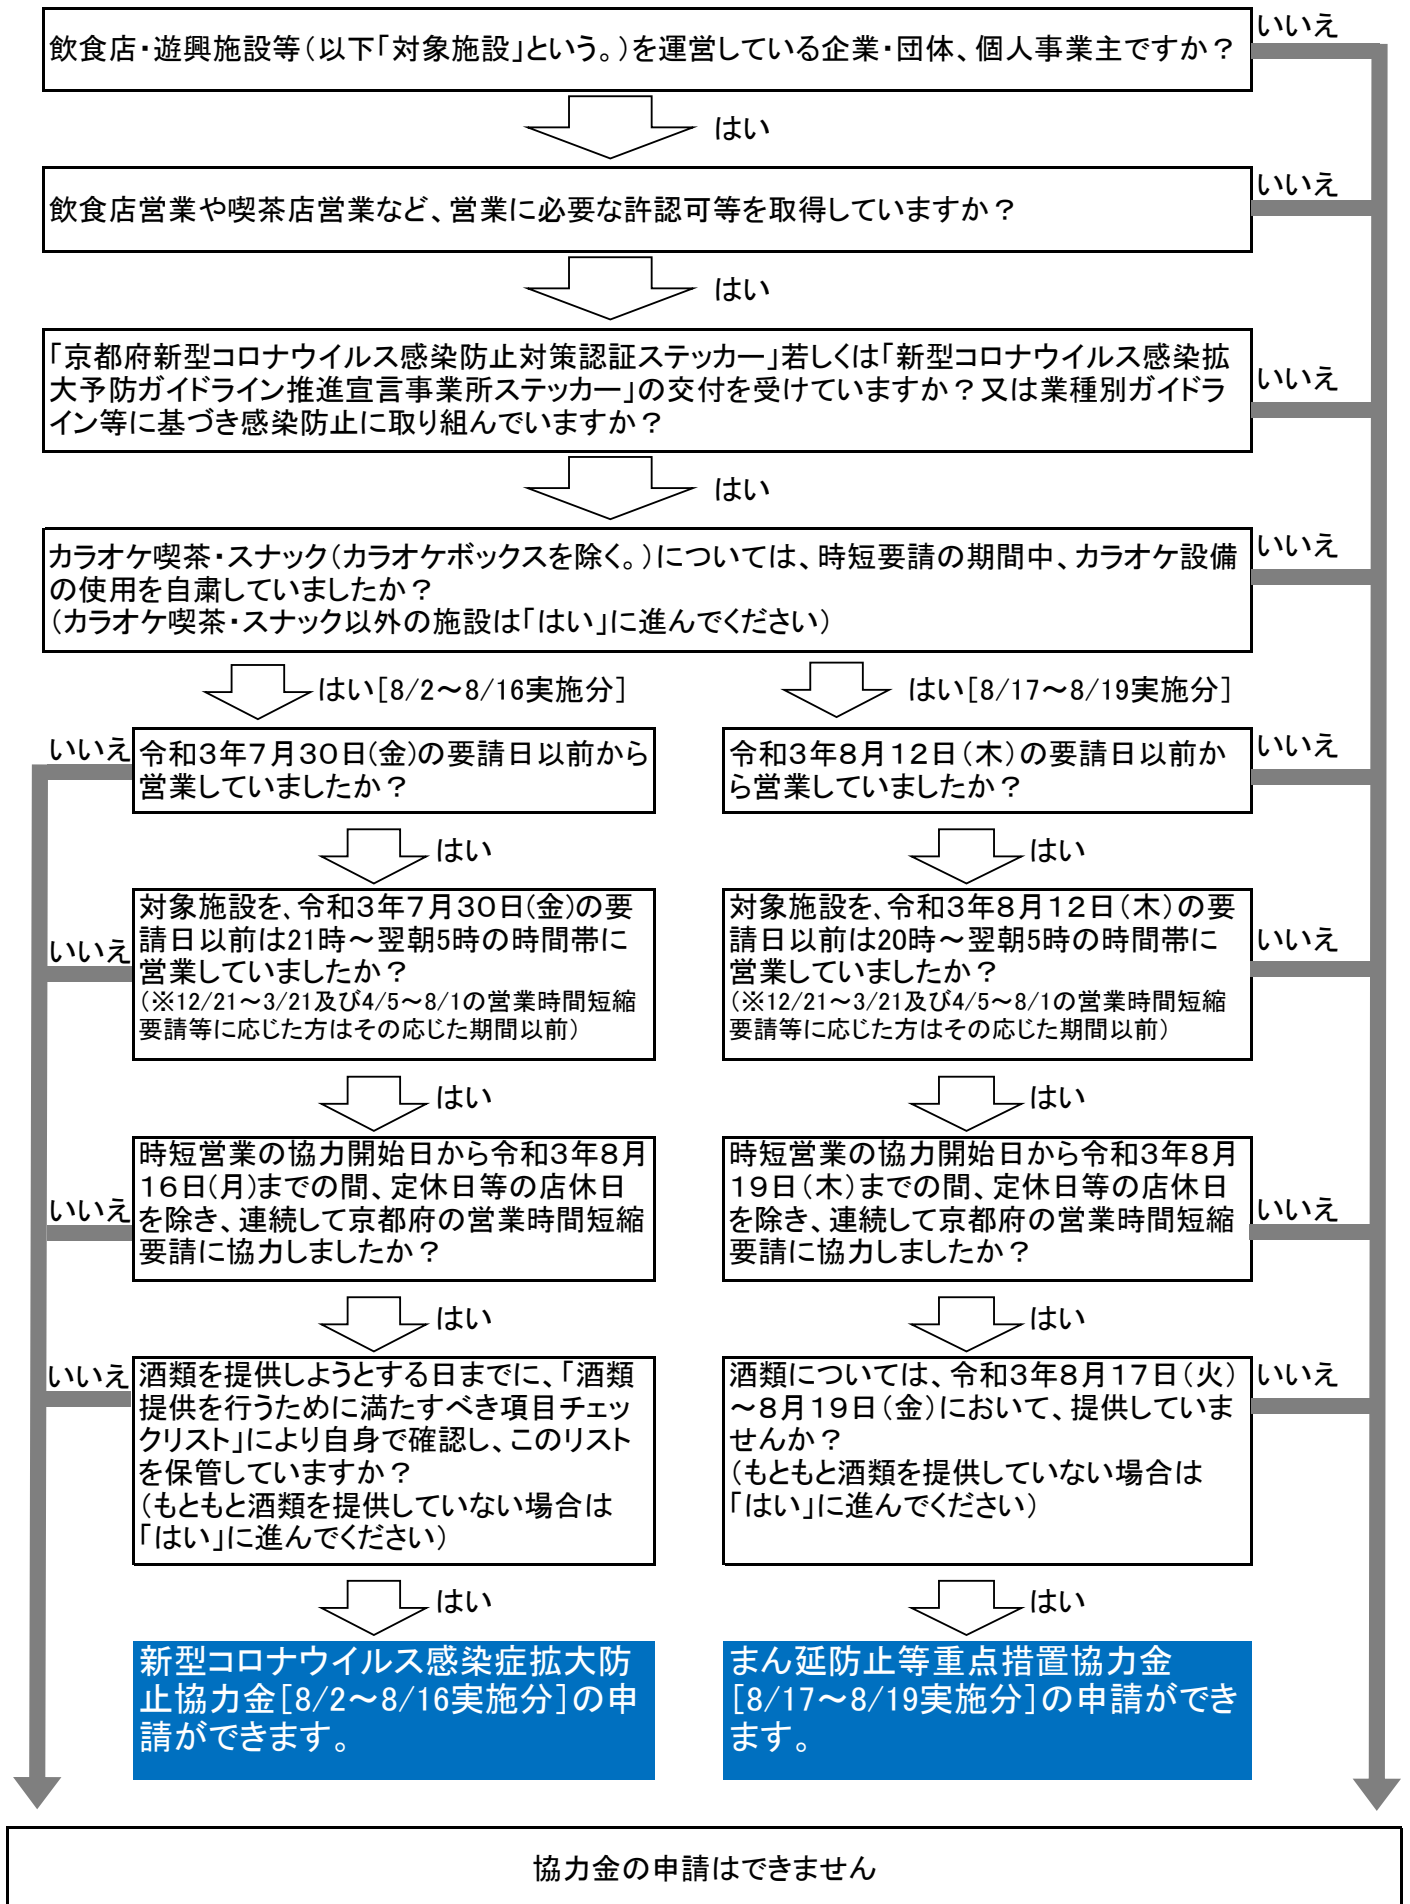 飲食店・遊興施設等（以下「対象施設」という。）を運営している企業・団体、個人事業主ですか？
いいえ
はい
飲食店営業や喫茶店営業など、営業に必要な許認可等を取得していますか？
いいえ
はい
「京都府新型コロナウイルス感染防止対策認証ステッカー」若しくは「新型コロナウイルス感染拡
大予防ガイドライン推進宣言事業所ステッカー」の交付を受けていますか？又は業種別ガイドラ
イン等に基づき感染防止に取り組んでいますか？
いいえ
はい
カラオケ喫茶・スナック（カラオケボックスを除く。）については、時短要請の期間中、カラオケ設備
の使用を自粛していましたか？
（カラオケ喫茶・スナック以外の施設は「はい」に進んでください）
いいえ
はい［8/2～8/16実施分］
はい［8/17～8/19実施分］
いいえ
令和３年７月３０日(金)の要請日以前から
営業していましたか？
令和３年８月１２日（木）の要請日以前か
ら営業していましたか？
いいえ
はい
はい
いいえ
対象施設を、令和３年７月３０日(金)の要
請日以前は21時～翌朝5時の時間帯に
営業していましたか？
（※12/21～3/21及び4/5～8/1の営業時間短縮
要請等に応じた方はその応じた期間以前）
対象施設を、令和３年８月１２日（木）の要
請日以前は20時～翌朝5時の時間帯に
営業していましたか？
（※12/21～3/21及び4/5～8/1の営業時間短縮
要請等に応じた方はその応じた期間以前）
いいえ
はい
はい
いいえ
時短営業の協力開始日から令和３年８月
１６日(月)までの間、定休日等の店休日
を除き、連続して京都府の営業時間短縮
要請に協力しましたか？
時短営業の協力開始日から令和３年８月
１９日（木）までの間、定休日等の店休日
を除き、連続して京都府の営業時間短縮
要請に協力しましたか？
いいえ
はい
はい
いいえ
酒類を提供しようとする日までに、「酒類
提供を行うために満たすべき項目チェッ
クリスト」により自身で確認し、このリスト
を保管していますか？
（もともと酒類を提供していない場合は
「はい」に進んでください）
酒類については、令和３年８月１７日（火）
～８月１９日（金）において、提供していま
せんか？
（もともと酒類を提供していない場合は
「はい」に進んでください）
いいえ
はい
はい
新型コロナウイルス感染症拡大防
止協力金［8/2～8/16実施分］の申
請ができます。
まん延防止等重点措置協力金
［8/17～8/19実施分］の申請ができ
ます。
協力金の申請はできません